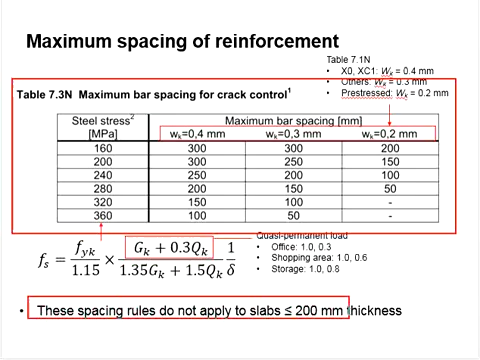 Maximum spacing of reinforcement
Table 7.1N
• X0, XC1: Wk = 0.4 mm
• Others: Wk = 0.3 mm
• Prestressed: Wk = 0.2 mm
Table 7.3N Maximum bar spacing for crack control1
Steel stress2 Maximum bar spacing [mm]
[MPa] wk=0,4 mm wk=0,3 mm wk=0,2 mm
160 300 300 200
200 300 250 150
240 250 200 100
280 200 150 50
320 150 100 -
360 100 50 -
Quasi-permanent load
• Office: 1.0, 0.3
• Shopping area: 1.0, 0.6
• Storage: 1.0, 0.8
fs = fyk/1.15 × (Gk + 0.3Qk)/(1.35Gk + 1.5Qk) 1/δ
• These spacing rules do not apply to slabs ≤ 200 mm thickness